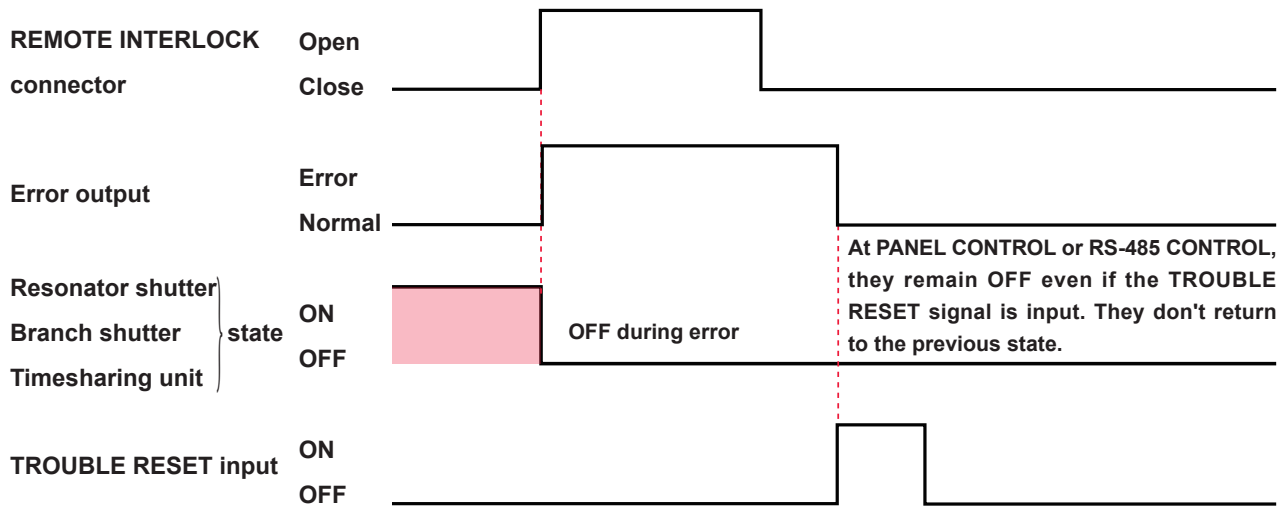 REMOTE INTERLOCK
connector
Open
Close
Error output
Error
Normal
Resonator shutter
Branch shutter
Timesharing unit
state
ON
OFF
OFF during error
At PANEL CONTROL or RS-485 CONTROL,
they remain OFF even if the TROUBLE
RESET signal is input. They don't return
to the previous state.
TROUBLE RESET input
ON
OFF